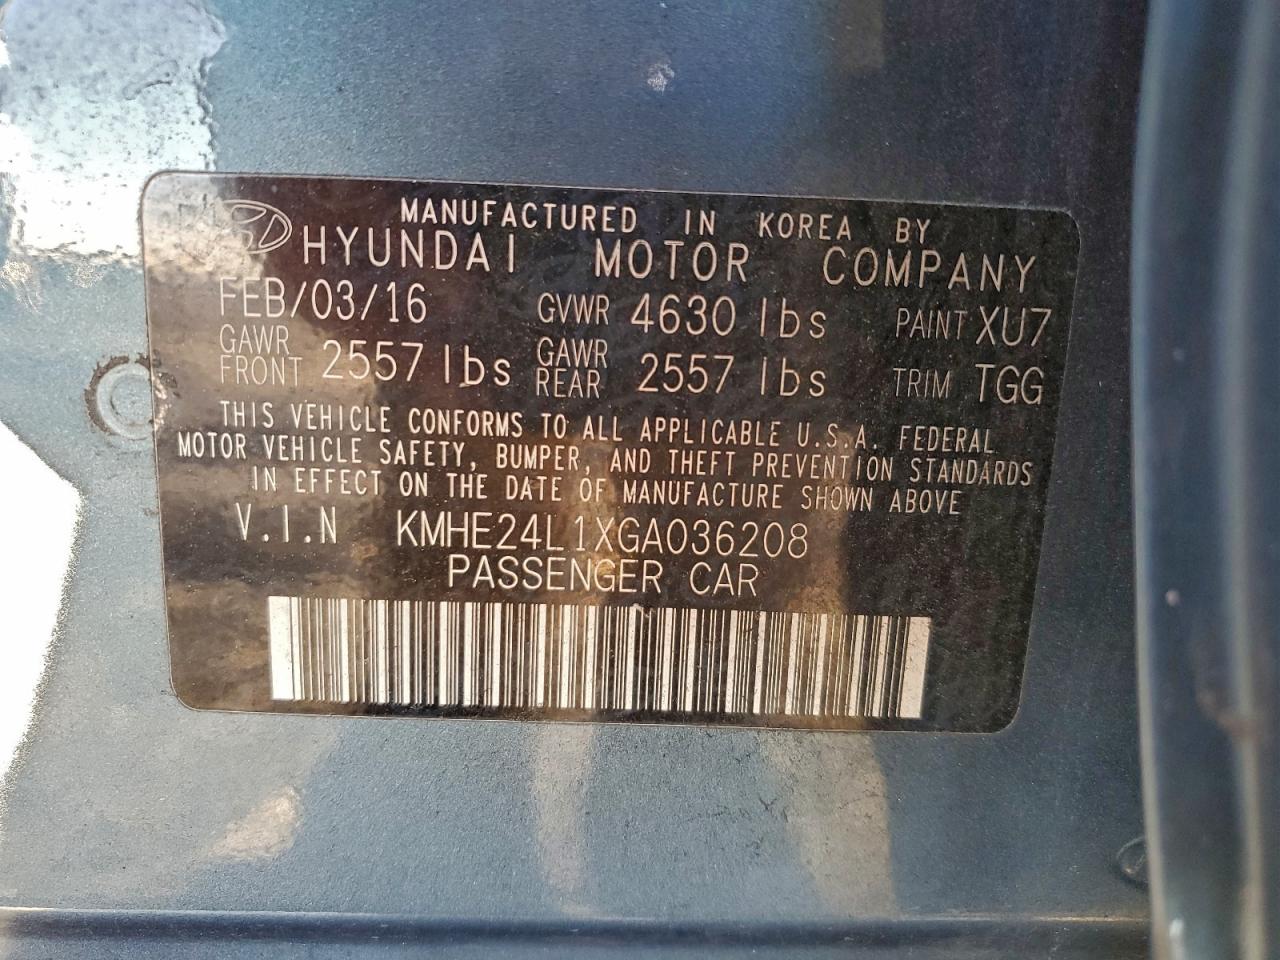 MANUFACTURED IN KOREA BY
HYUNDAI MOTOR COMPANY
FEB/03/16 GVWR 4630 lbs PAINT XU7
GAWR FRONT 2557 lbs GAWR REAR 2557 lbs TRIM TGG
THIS VEHICLE CONFORMS TO ALL APPLICABLE U.S.A. FEDERAL
MOTOR VEHICLE SAFETY, BUMPER, AND THEFT PREVENTION STANDARDS
IN EFFECT ON THE DATE OF MANUFACTURE SHOWN ABOVE
V.I.N KMHE24L1XGA036208
PASSENGER CAR